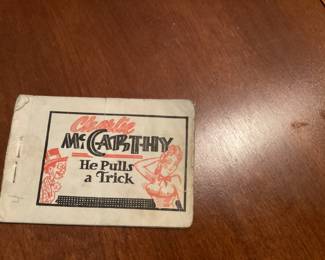 Charlie
McCARTHY
He Pulls
a Trick